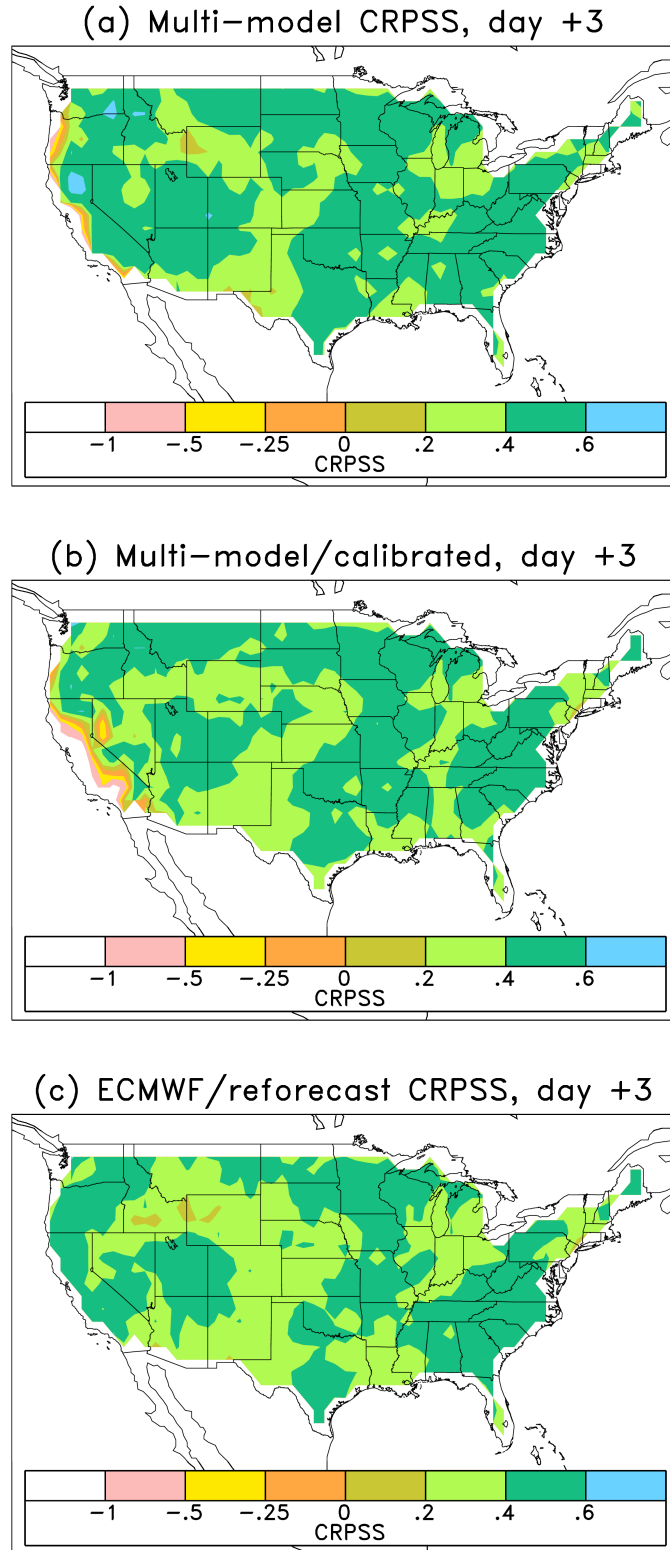 (a) Multi-model CRPSS, day +3
-1 -.5 -.25 0 .2 .4 .6
CRPSS
(b) Multi-model/calibrated, day +3
-1 -.5 -.25 0 .2 .4 .6
CRPSS
(c) ECMWF/reforecast CRPSS, day +3
-1 -.5 -.25 0 .2 .4 .6
CRPSS